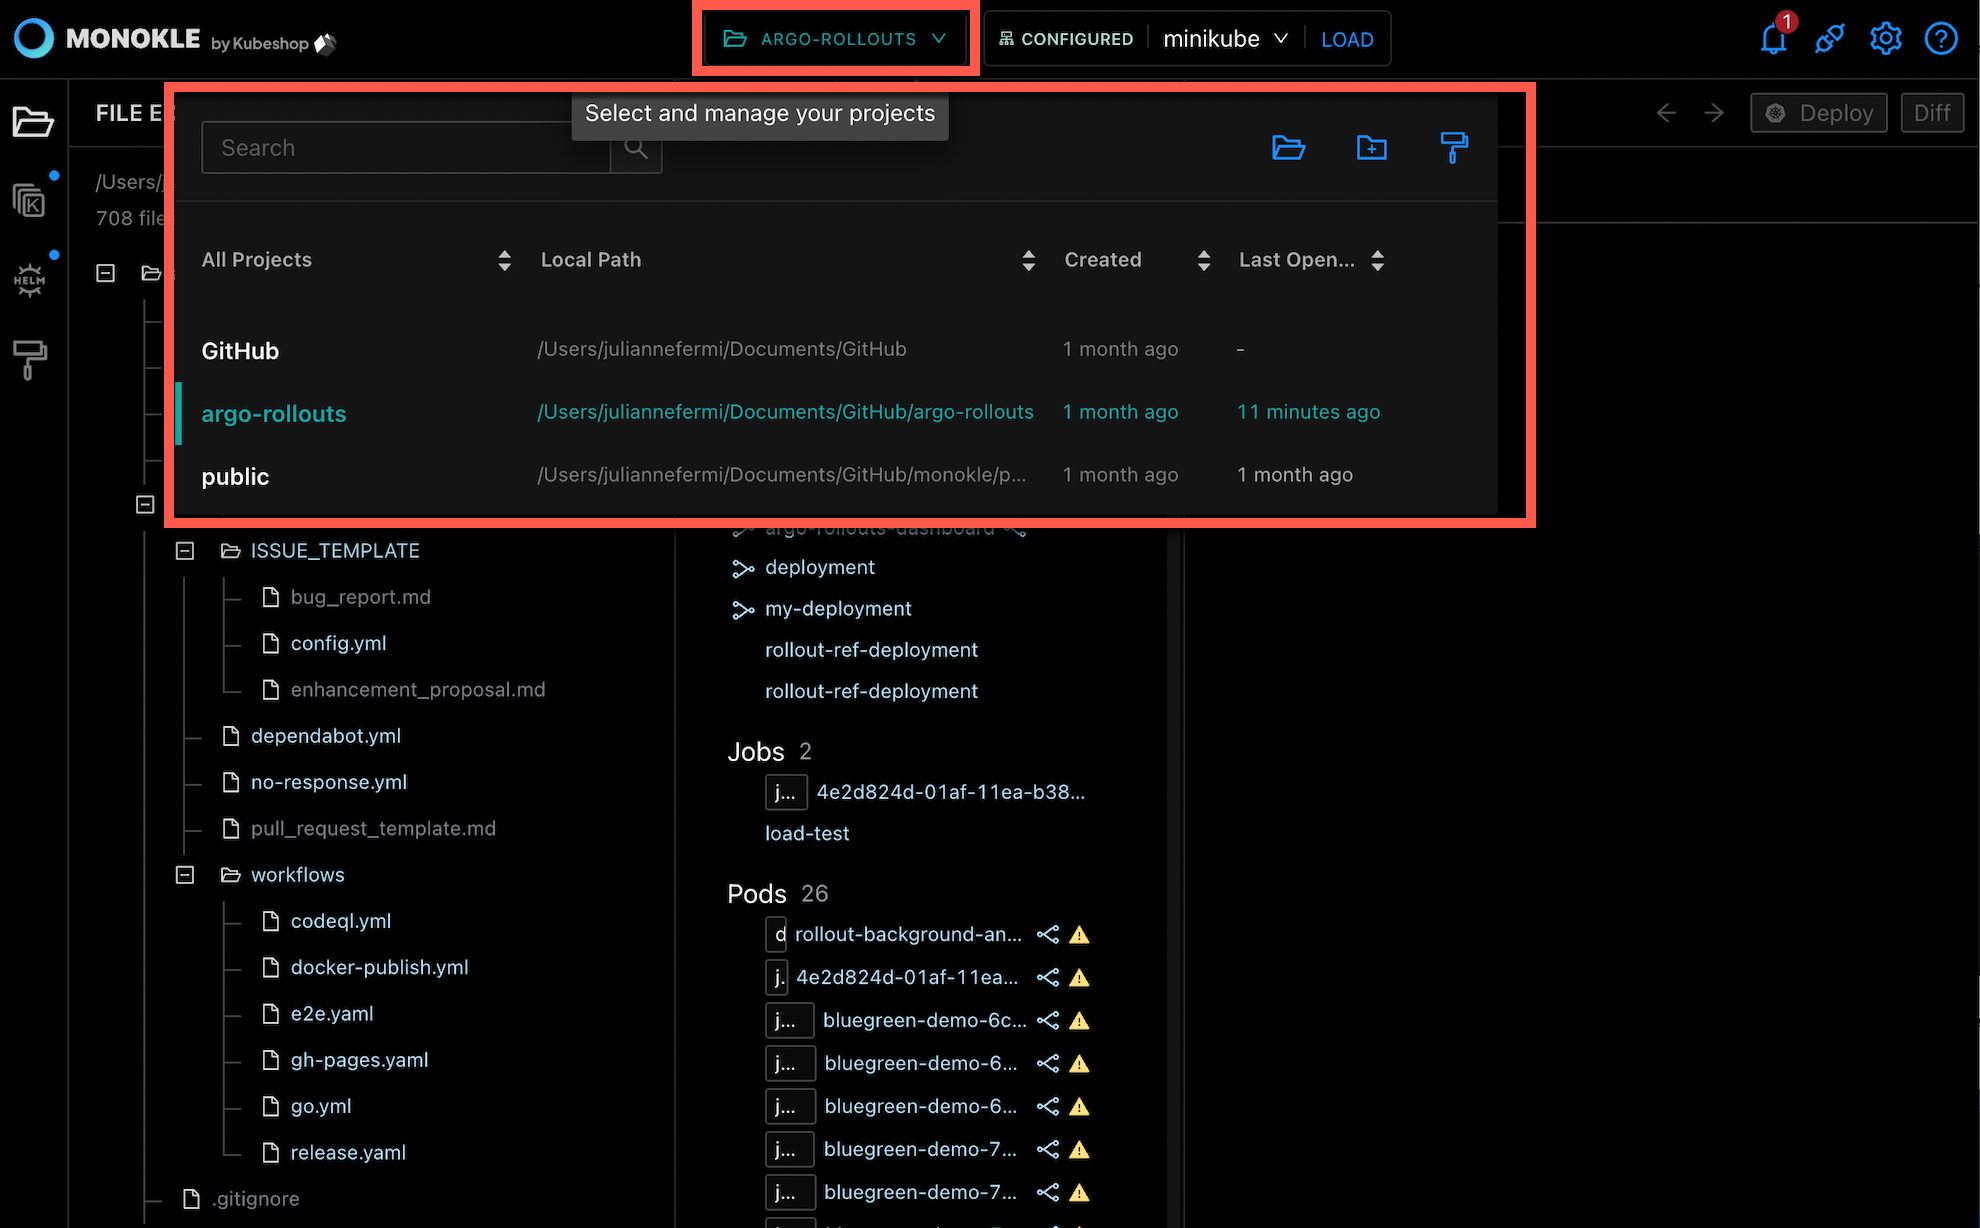 MONOKLE by Kubeshop
ARGO-ROLLOUTS
CONFIGURED
minikube
LOAD
1
FILE E
Select and manage your projects
Search
Deploy
Diff
/Users/j
708 file
All Projects
Local Path
Created
Last Open...
GitHub
/Users/juliannefermi/Documents/GitHub
1 month ago
-
argo-rollouts
/Users/juliannefermi/Documents/GitHub/argo-rollouts
1 month ago
11 minutes ago
public
/Users/juliannefermi/Documents/GitHub/monokle/p...
1 month ago
1 month ago
K
HELM
ISSUE_TEMPLATE
bug_report.md
config.yml
enhancement_proposal.md
dependabot.yml
no-response.yml
pull_request_template.md
workflows
codeql.yml
docker-publish.yml
e2e.yaml
gh-pages.yaml
go.yml
release.yaml
.gitignore
argo-rollouts-dashboard
deployment
my-deployment
rollout-ref-deployment
rollout-ref-deployment
Jobs 2
j... 4e2d824d-01af-11ea-b38...
load-test
Pods 26
d rollout-background-an...
j. 4e2d824d-01af-11ea...
j... bluegreen-demo-6c...
j... bluegreen-demo-6...
j... bluegreen-demo-6...
j... bluegreen-demo-7...
j... bluegreen-demo-7...